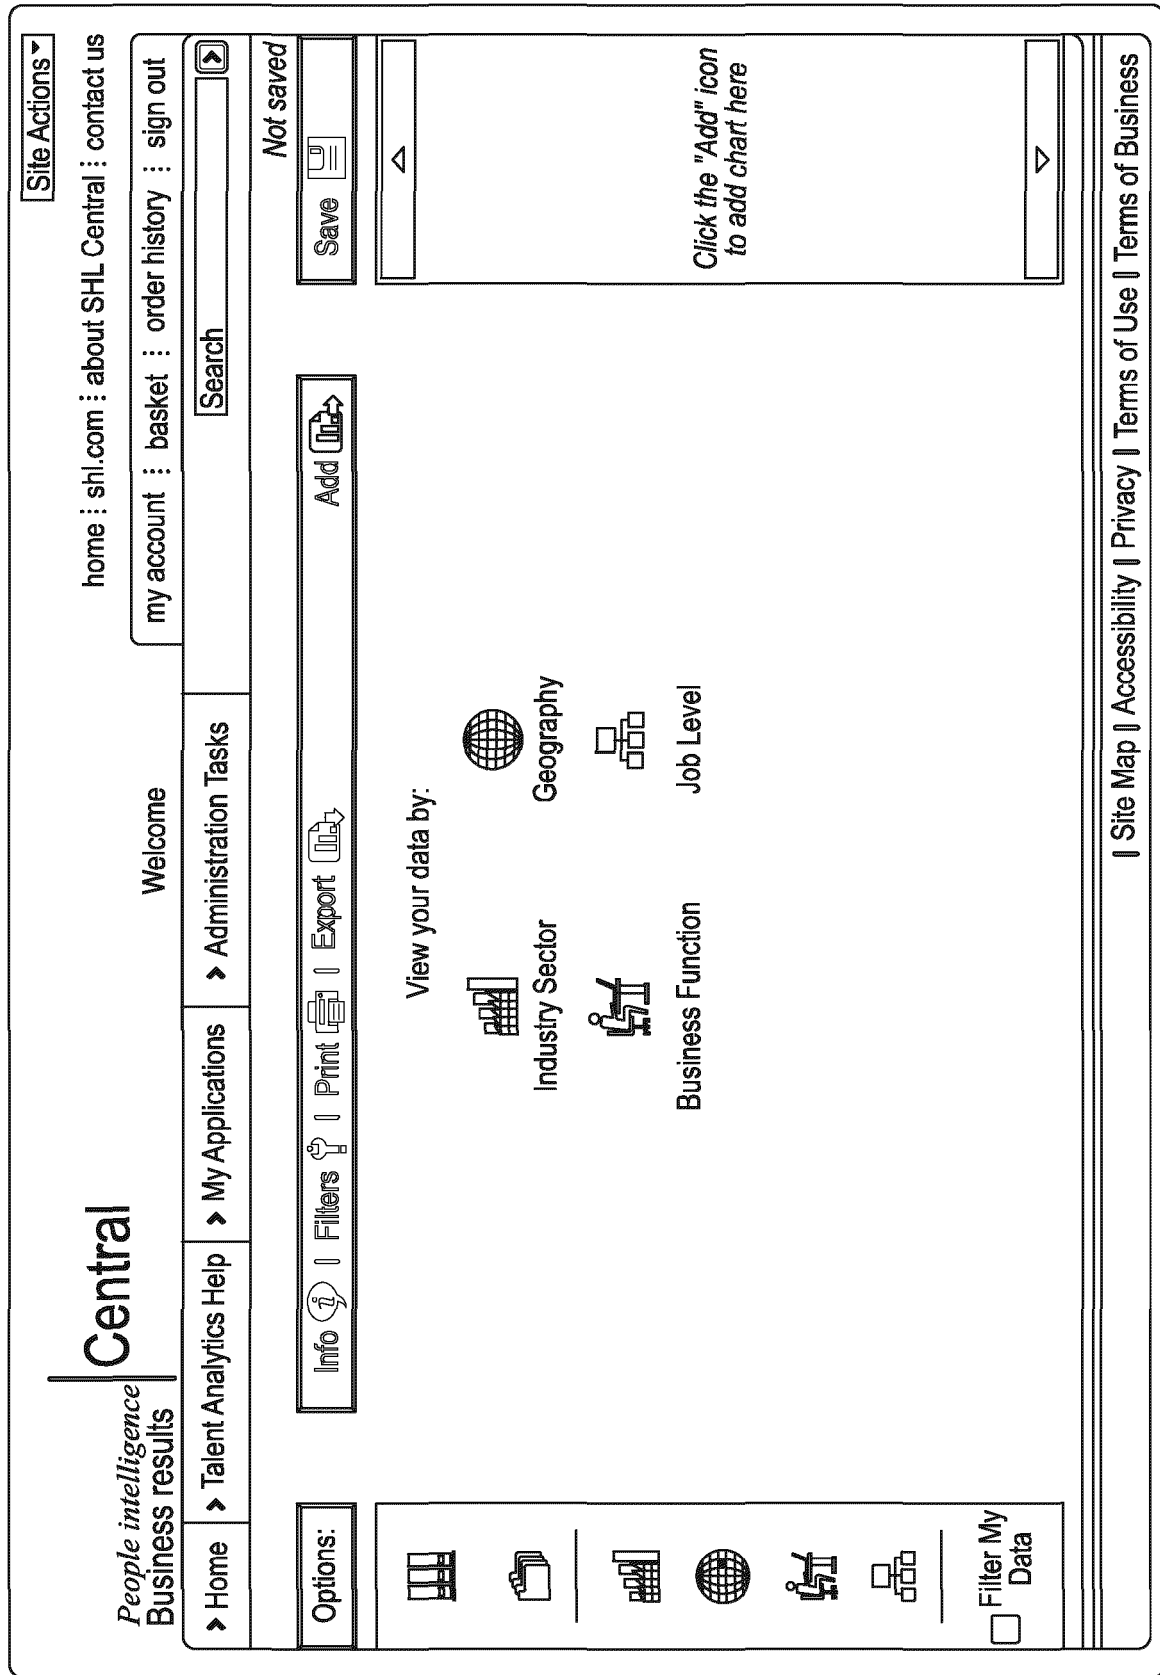 Site Actions
home ⋮ shl.com ⋮ about SHL Central ⋮ contact us
People intelligence
Business results
Central
Welcome
my account ⋮ basket ⋮ order history ⋮ sign out
> Home > Talent Analytics Help > My Applications > Administration Tasks Search
Not saved
Options: Info i | Filters | Print | Export Add Save
View your data by:
Industry Sector Geography
Business Function Job Level
Click the "Add" icon
to add chart here
Filter My
Data
| Site Map | Accessibility | Privacy | Terms of Use | Terms of Business